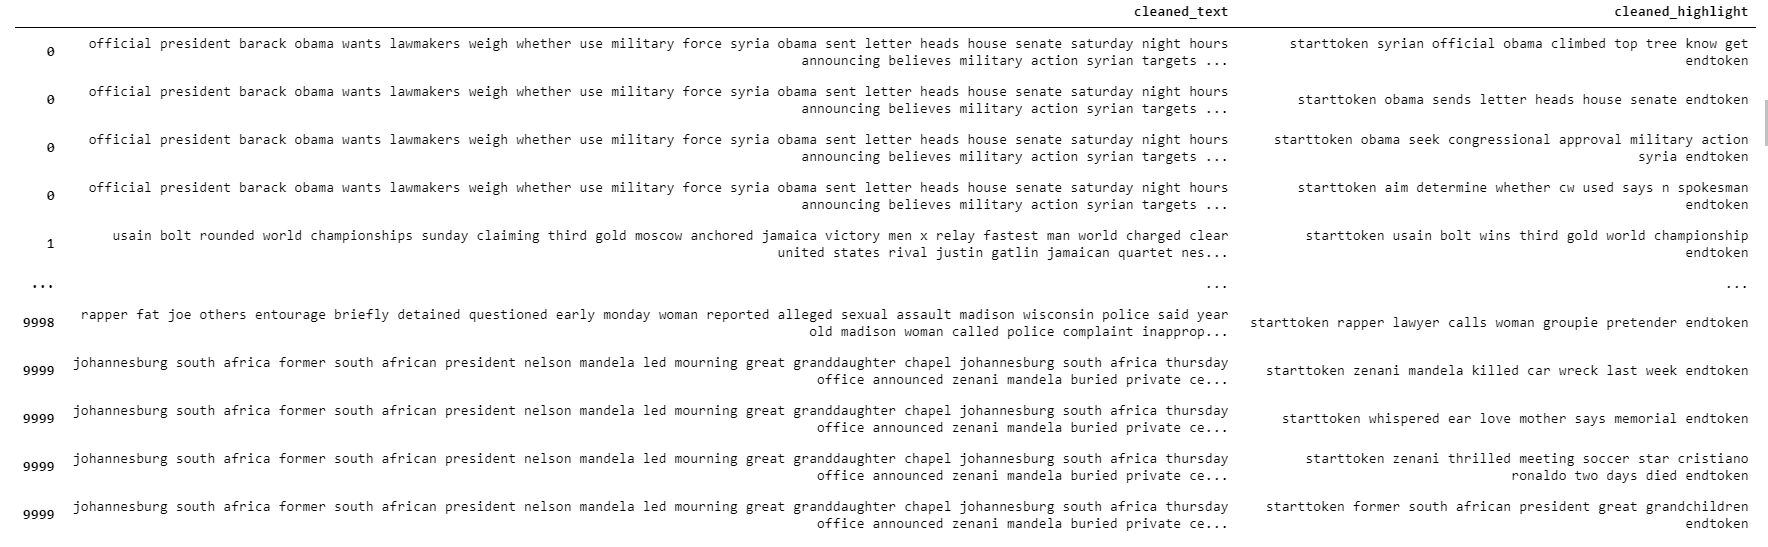 cleaned_text cleaned_highlight
0 official president barack obama wants lawmakers weigh whether use military force syria obama sent letter heads house senate saturday night hours starttoken syrian official obama climbed top tree know get
announcing believes military action syrian targets ... endtoken
0 official president barack obama wants lawmakers weigh whether use military force syria obama sent letter heads house senate saturday night hours starttoken obama sends letter heads house senate endtoken
announcing believes military action syrian targets ...
0 official president barack obama wants lawmakers weigh whether use military force syria obama sent letter heads house senate saturday night hours starttoken obama seek congressional approval military action
announcing believes military action syrian targets ... syria endtoken
0 official president barack obama wants lawmakers weigh whether use military force syria obama sent letter heads house senate saturday night hours starttoken aim determine whether cw used says n spokesman
announcing believes military action syrian targets ... endtoken
1 usain bolt rounded world championships sunday claiming third gold moscow anchored jamaica victory men x relay fastest man world charged clear starttoken usain bolt wins third gold world championship
united states rival justin gatlin jamaican quartet nes... endtoken
... ... ...
9998 rapper fat joe others entourage briefly detained questioned early monday woman reported alleged sexual assault madison wisconsin police said year starttoken rapper lawyer calls woman groupie pretender endtoken
old madison woman called police complaint inapprop...
9999 johannesburg south africa former south african president nelson mandela led mourning great granddaughter chapel johannesburg south africa thursday starttoken zenani mandela killed car wreck last week endtoken
office announced zenani mandela buried private ce...
9999 johannesburg south africa former south african president nelson mandela led mourning great granddaughter chapel johannesburg south africa thursday starttoken whispered ear love mother says memorial endtoken
office announced zenani mandela buried private ce...
9999 johannesburg south africa former south african president nelson mandela led mourning great granddaughter chapel johannesburg south africa thursday starttoken zenani thrilled meeting soccer star cristiano
office announced zenani mandela buried private ce... ronaldo two days died endtoken
9999 johannesburg south africa former south african president nelson mandela led mourning great granddaughter chapel johannesburg south africa thursday starttoken former south african president great grandchildren
office announced zenani mandela buried private ce... endtoken